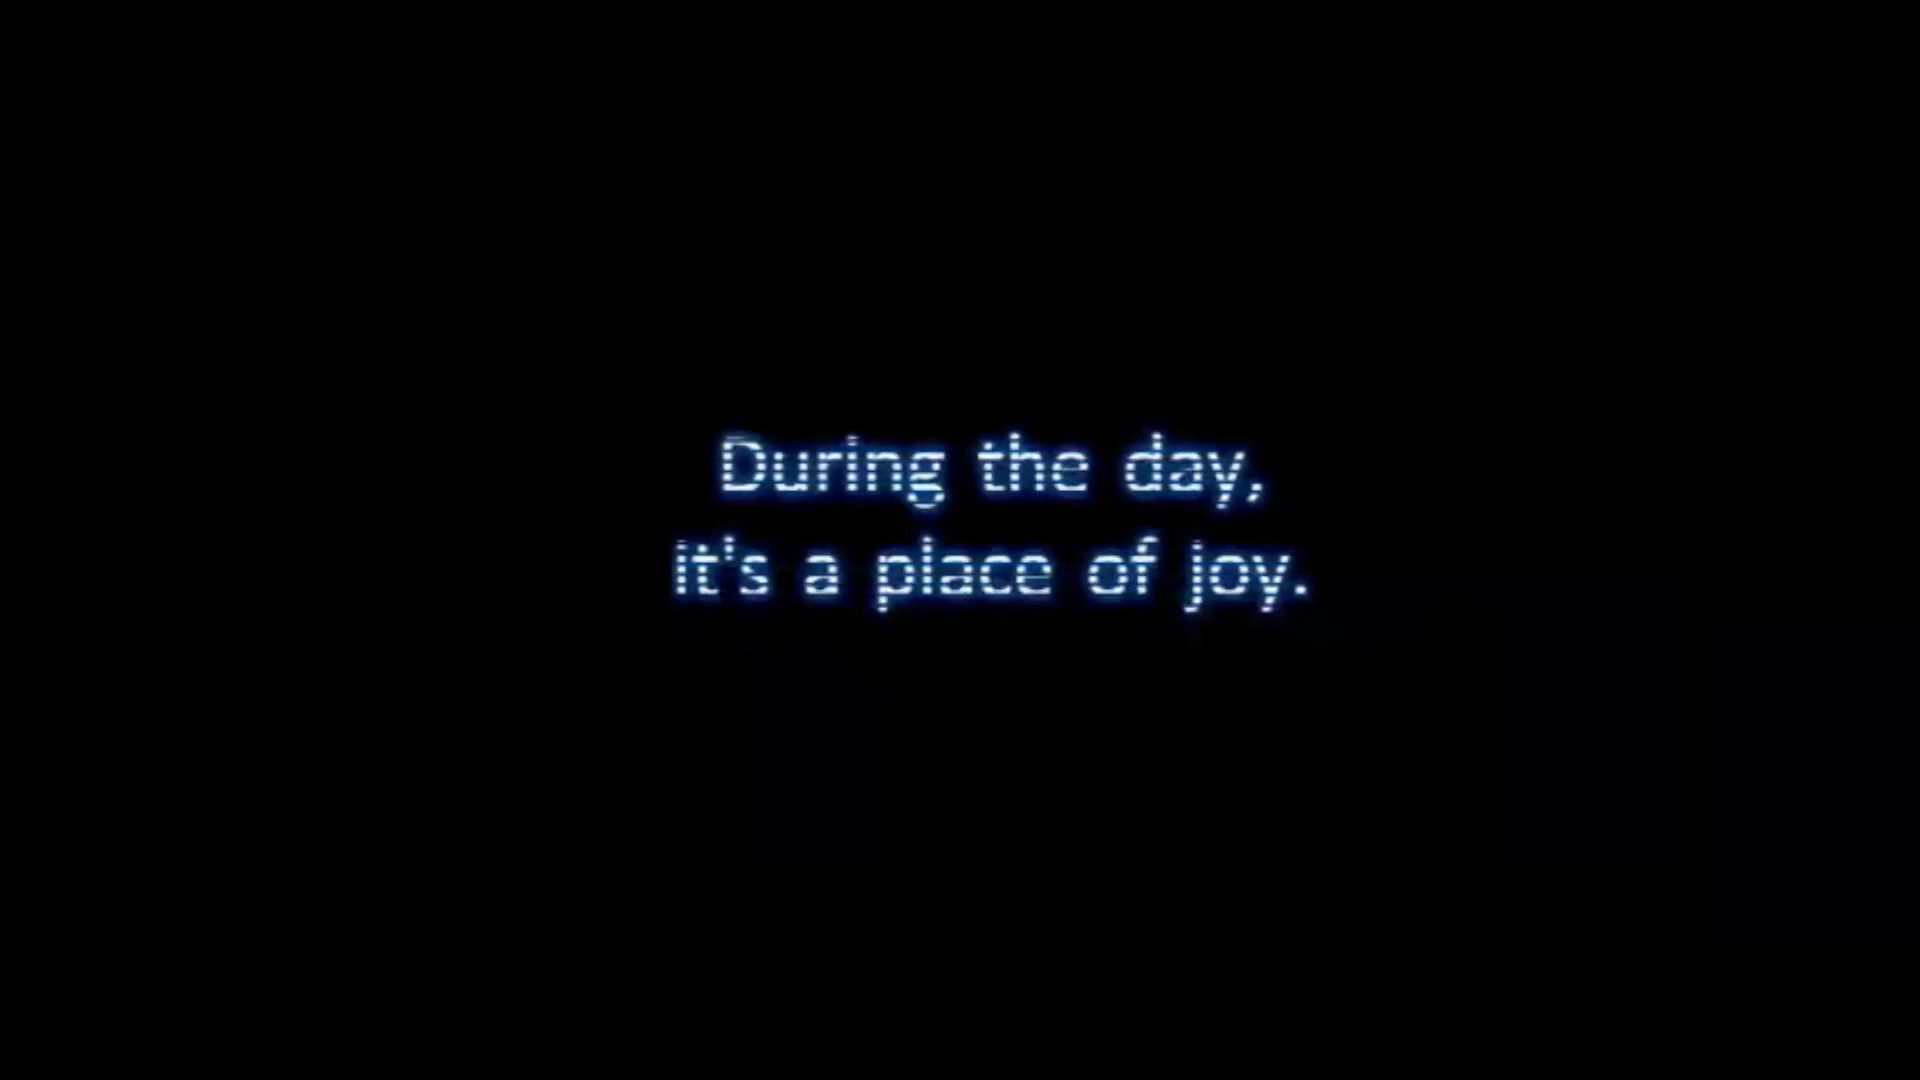 During the day,
it's a place of joy.